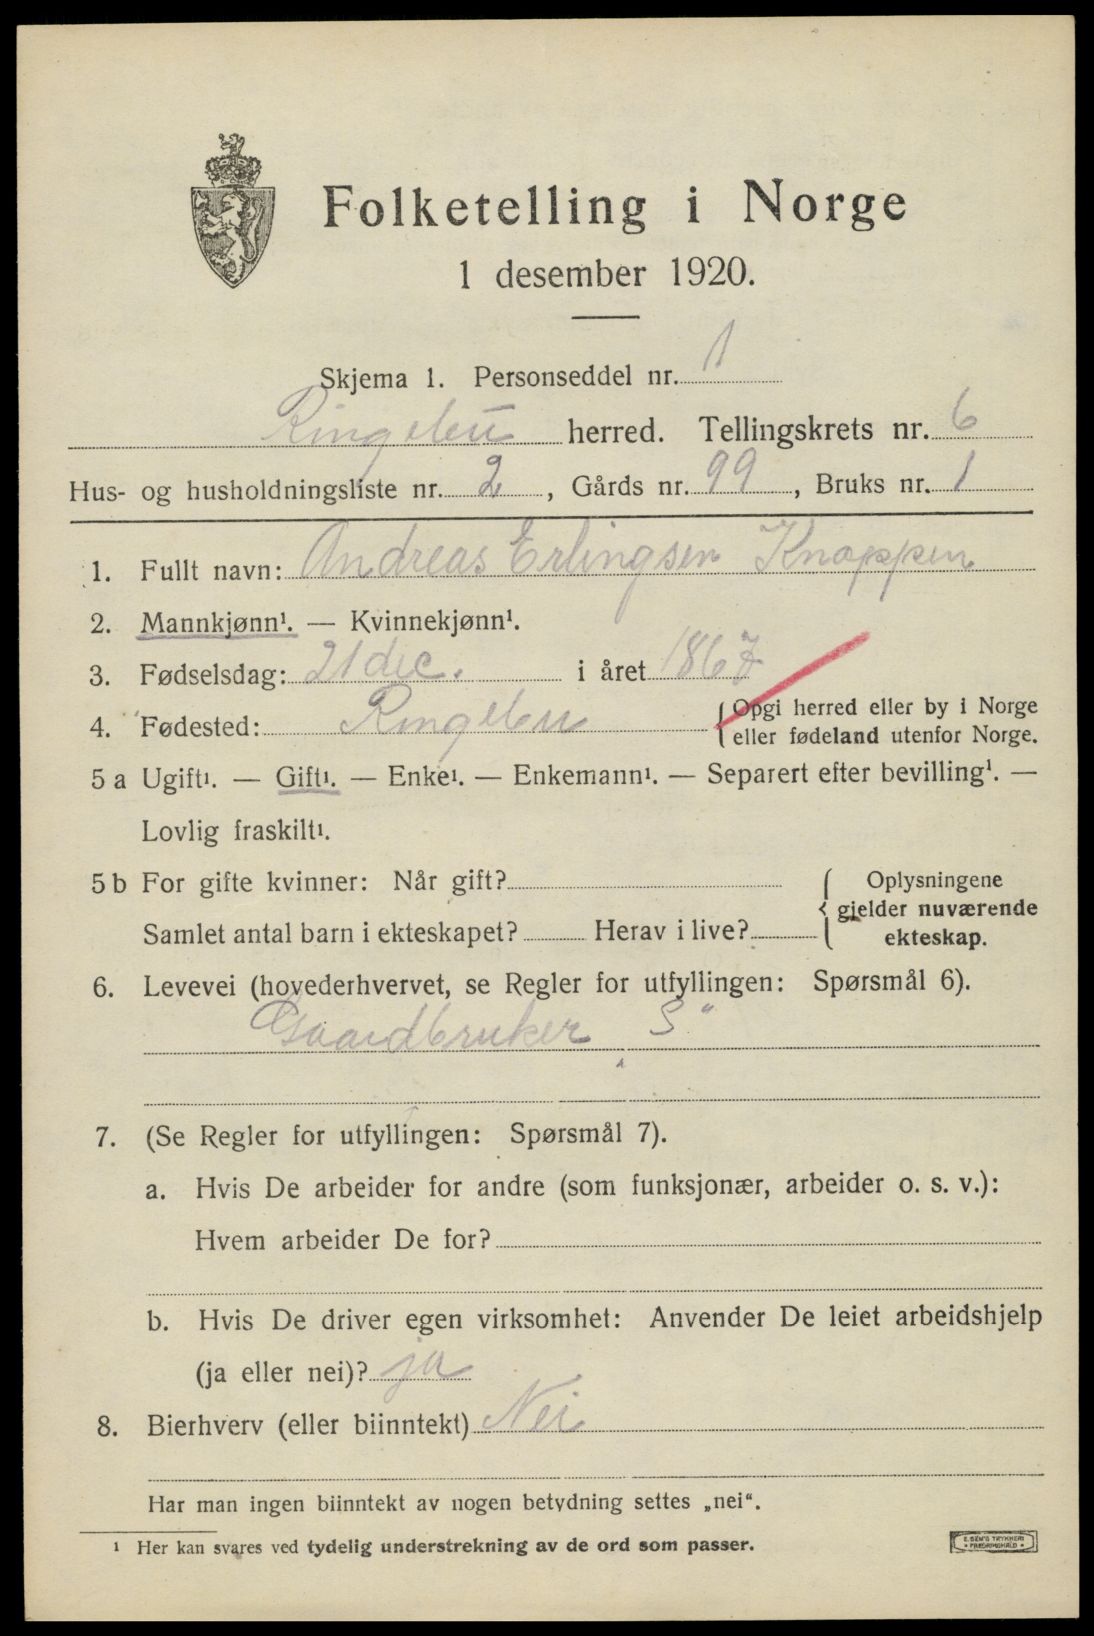 Folketelling i Norge
1 desember 1920.
Skjema 1. Personseddel nr. 1
Ringebu herred. Tellingskrets nr. 6
Hus- og husholdningsliste nr. 2, Gårds nr. 99, Bruks nr. 1
1. Fullt navn: Andreas Erlingsen Knappen
2. Mannkjønn¹. — Kvinnekjønn¹.
3. Fødselsdag: 21 dec. i året 1867
4. Fødested: Ringebu { Opgi herred eller by i Norge
eller fødeland utenfor Norge.
5 a Ugift¹. — Gift¹. — Enke¹. — Enkemann¹. — Separert efter bevilling¹. —
Lovlig fraskilt¹.
5 b For gifte kvinner: Når gift? { Oplysningene
gjelder nuværende
Samlet antal barn i ekteskapet? Herav i live? ekteskap.
6. Levevei (hovederhvervet, se Regler for utfyllingen: Spørsmål 6).
Gaardbruker "S"
7. (Se Regler for utfyllingen: Spørsmål 7).
a. Hvis De arbeider for andre (som funksjonær, arbeider o. s. v.):
Hvem arbeider De for?
b. Hvis De driver egen virksomhet: Anvender De leiet arbeidshjelp
(ja eller nei)? ja
8. Bierhverv (eller biinntekt) Nei
Har man ingen biinntekt av nogen betydning settes „nei“.
¹ Her kan svares ved tydelig understrekning av de ord som passer.